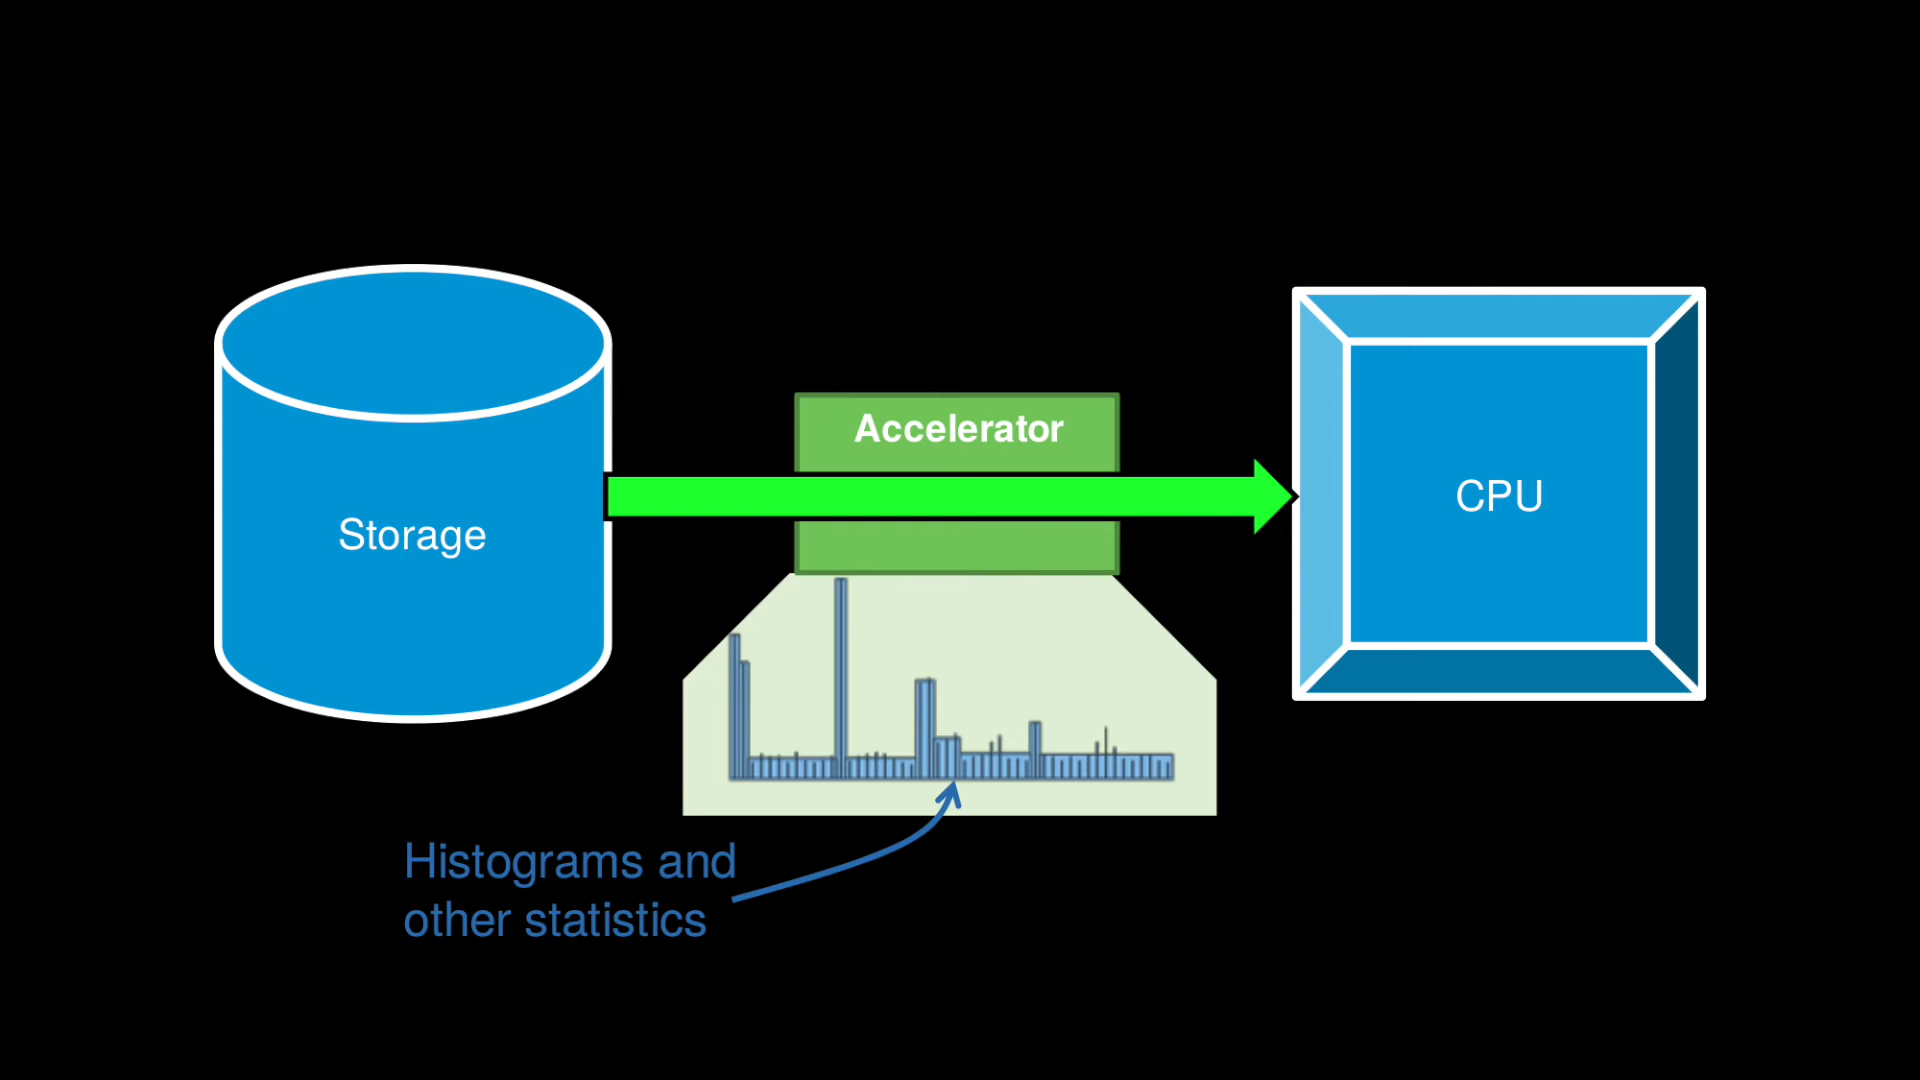 Accelerator
Storage
CPU
Histograms and
other statistics